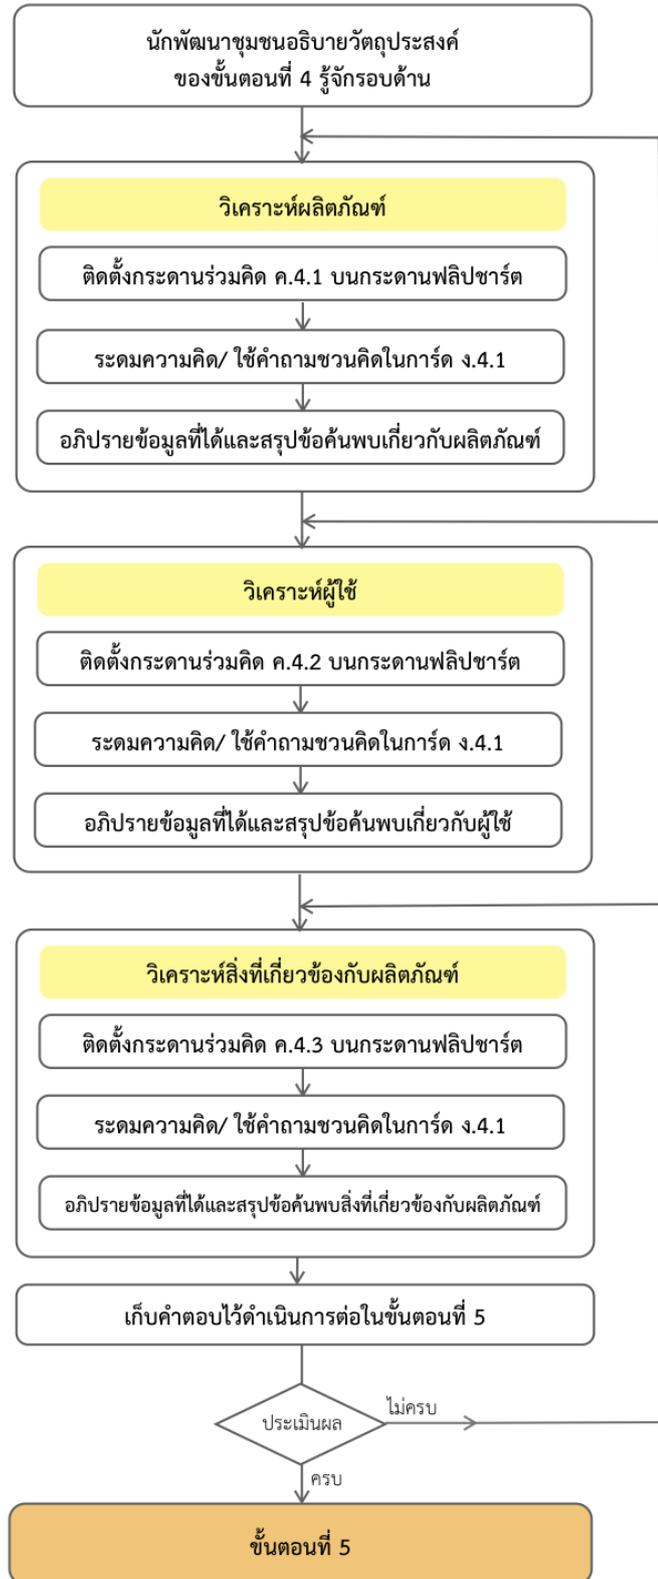 นักพัฒนาชุมชนอธิบายวัตถุประสงค์
ของขั้นตอนที่ 4 รู้จักรอบด้าน
วิเคราะห์ผลิตภัณฑ์
ติดตั้งกระดานร่วมคิด ค.4.1 บนกระดานฟลิปชาร์ต
ระดมความคิด/ ใช้คำถามชวนคิดในการ์ด ง.4.1
อภิปรายข้อมูลที่ได้และสรุปข้อค้นพบเกี่ยวกับผลิตภัณฑ์
วิเคราะห์ผู้ใช้
ติดตั้งกระดานร่วมคิด ค.4.2 บนกระดานฟลิปชาร์ต
ระดมความคิด/ ใช้คำถามชวนคิดในการ์ด ง.4.1
อภิปรายข้อมูลที่ได้และสรุปข้อค้นพบเกี่ยวกับผู้ใช้
วิเคราะห์สิ่งที่เกี่ยวข้องกับผลิตภัณฑ์
ติดตั้งกระดานร่วมคิด ค.4.3 บนกระดานฟลิปชาร์ต
ระดมความคิด/ ใช้คำถามชวนคิดในการ์ด ง.4.1
อภิปรายข้อมูลที่ได้และสรุปข้อค้นพบสิ่งที่เกี่ยวข้องกับผลิตภัณฑ์
เก็บคำตอบไว้ดำเนินการต่อในขั้นตอนที่ 5
ประเมินผล
ไม่ครบ
ครบ
ขั้นตอนที่ 5